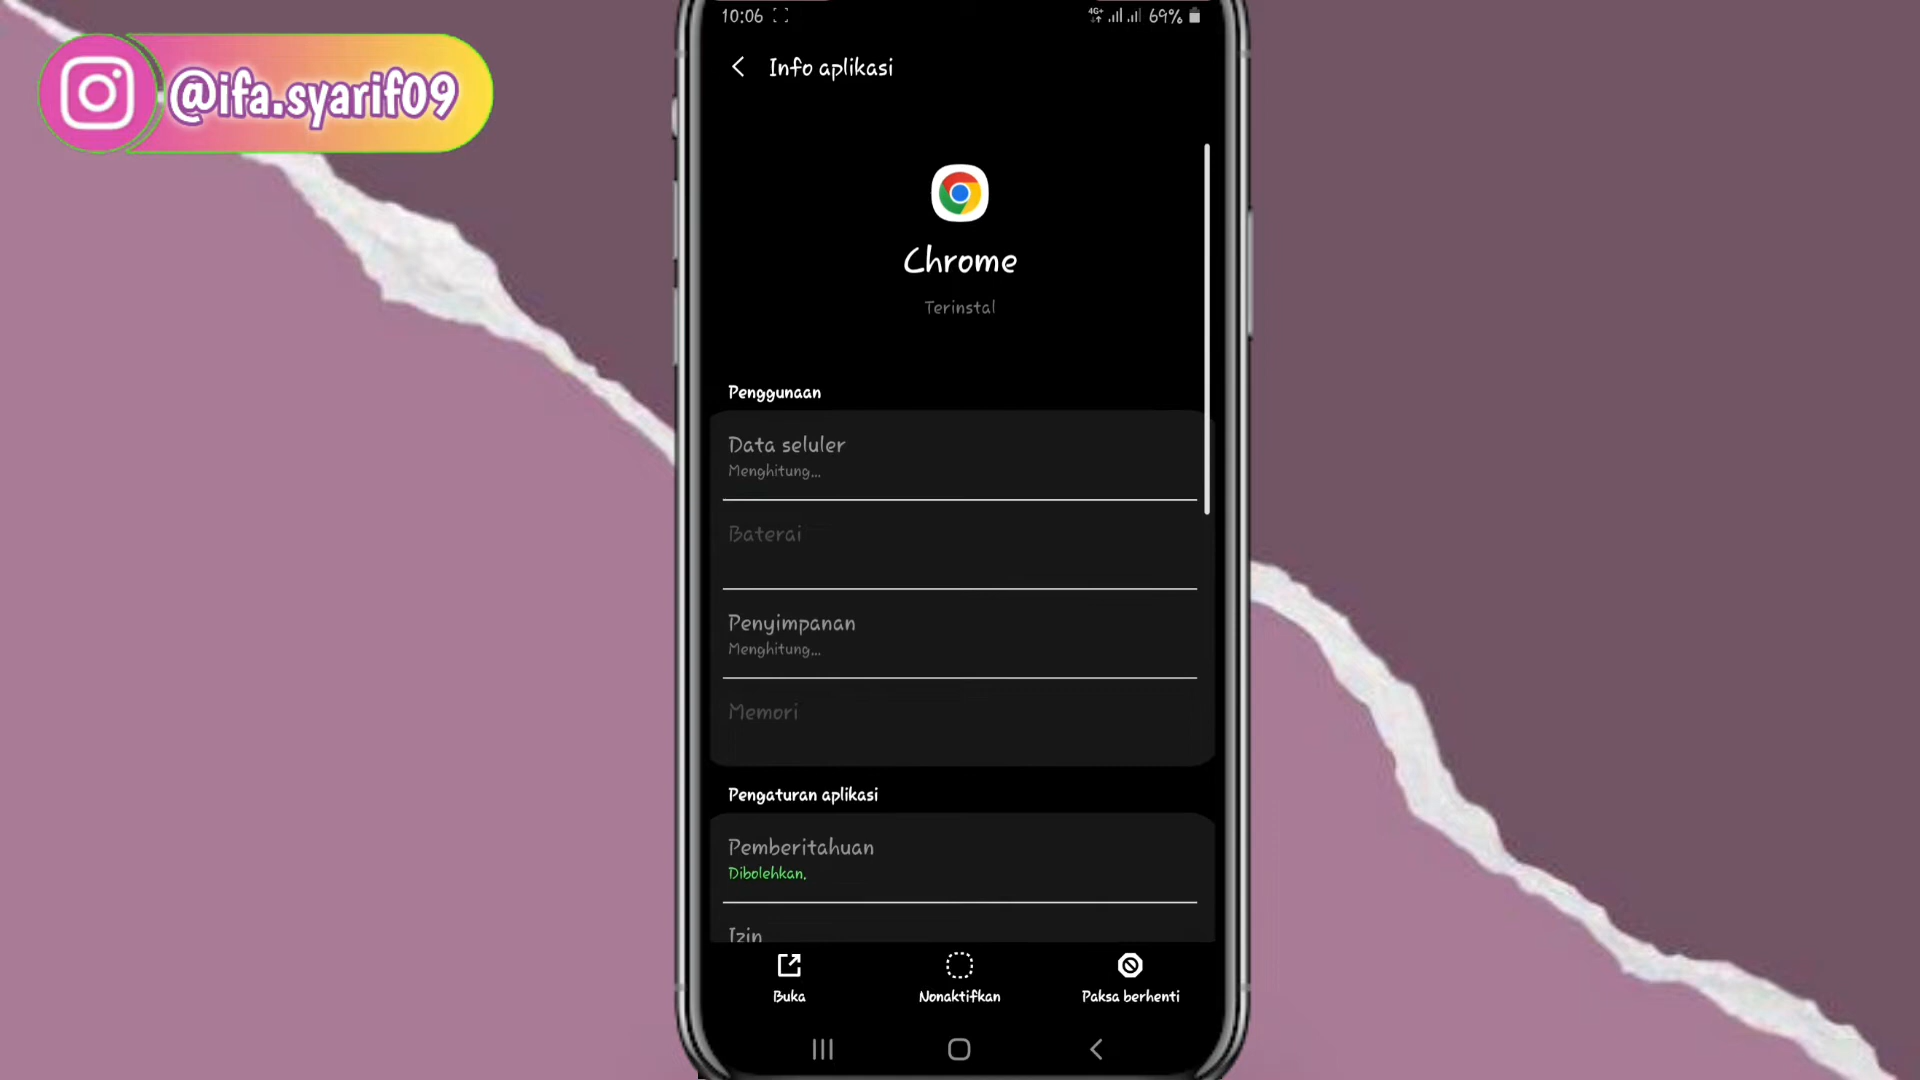 @ifa.syarif09
10:06
4G+
69%
Info aplikasi
Chrome
Terinstal
Penggunaan
Data seluler
Menghitung...
Baterai
Penyimpanan
Menghitung...
Memori
Pengaturan aplikasi
Pemberitahuan
Dibolehkan.
Izin
Buka
Nonaktifkan
Paksa berhenti